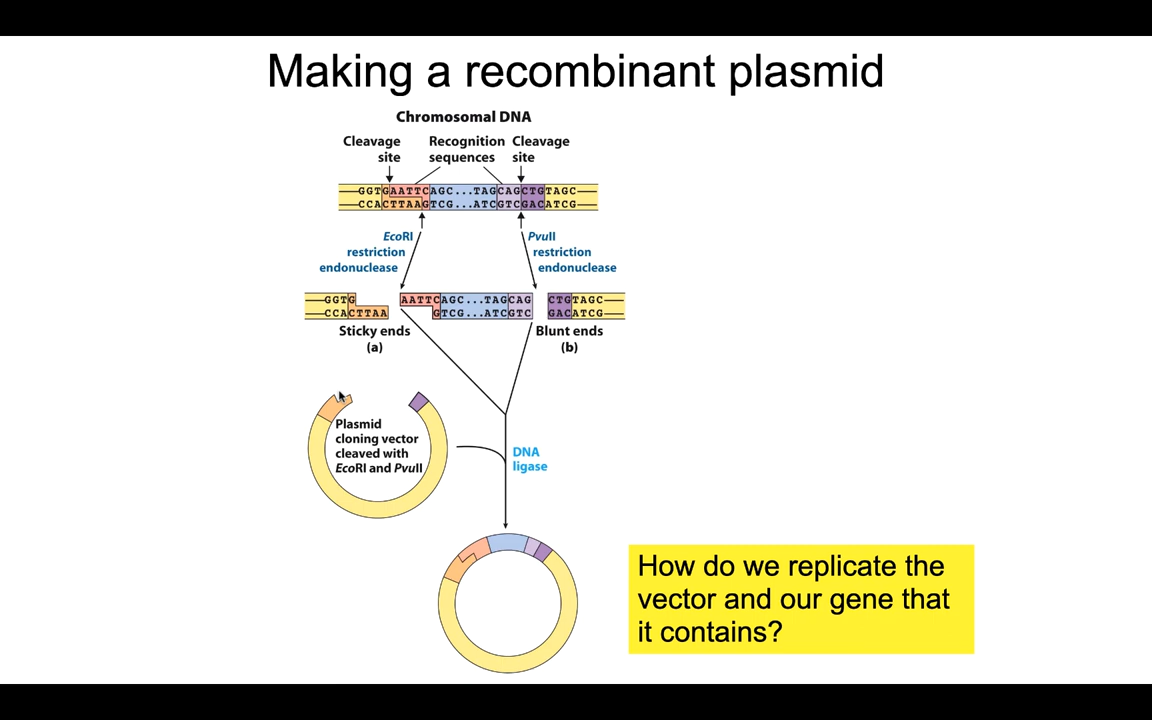 Making a recombinant plasmid
Chromosomal DNA
Cleavage
site
Recognition
sequences
Cleavage
site
GGTGAATTCAGC...TAGCAGCTGTAGC
CCACTTAAGTCG...ATCGTCGACATCG
EcoRI
restriction
endonuclease
PvuII
restriction
endonuclease
GGTG
CCACTTAA
AATTCAGC...TAGCAG
GTCG...ATCGTC
CTGTAGC
GACATCG
Sticky ends
(a)
Blunt ends
(b)
Plasmid
cloning vector
cleaved with
EcoRI and PvuII
DNA
ligase
How do we replicate the
vector and our gene that
it contains?